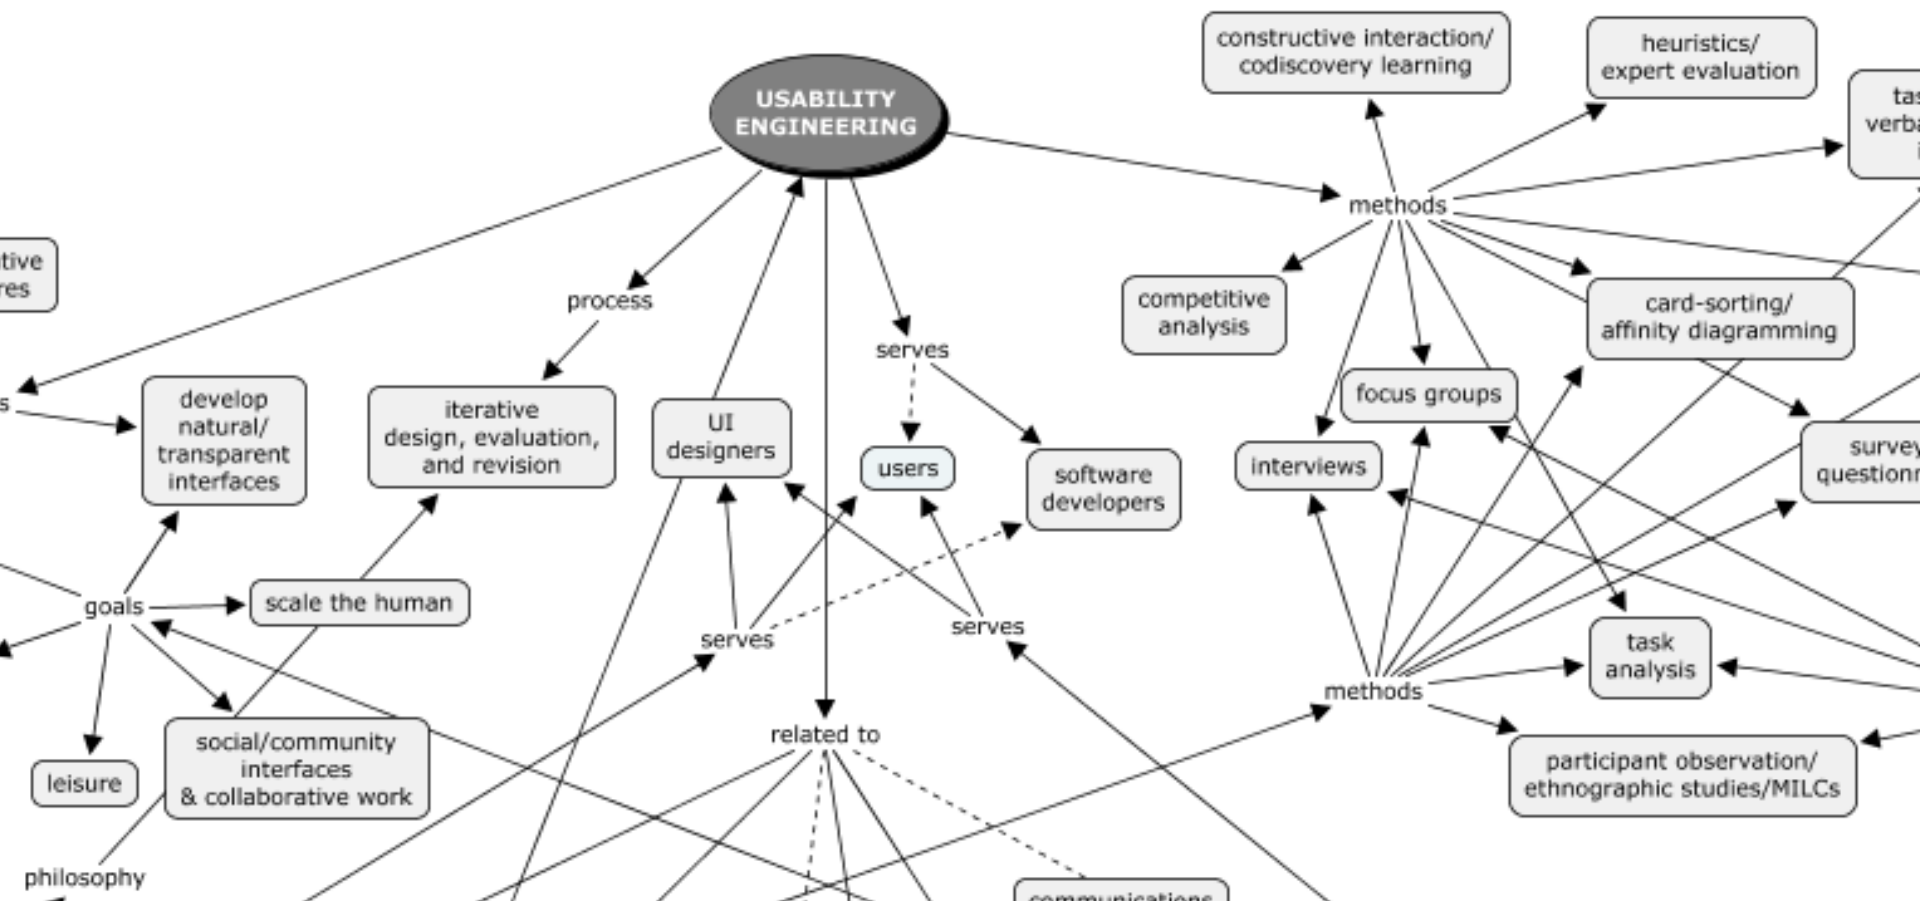 USABILITY
ENGINEERING
constructive interaction/
codiscovery learning
heuristics/
expert evaluation
methods
process
competitive
analysis
card-sorting/
affinity diagramming
serves
focus groups
develop
natural/
transparent
interfaces
iterative
design, evaluation,
and revision
UI
designers
users
software
developers
interviews
goals
scale the human
serves
serves
task
analysis
methods
related to
social/community
interfaces
& collaborative work
leisure
participant observation/
ethnographic studies/MILCs
philosophy
communications